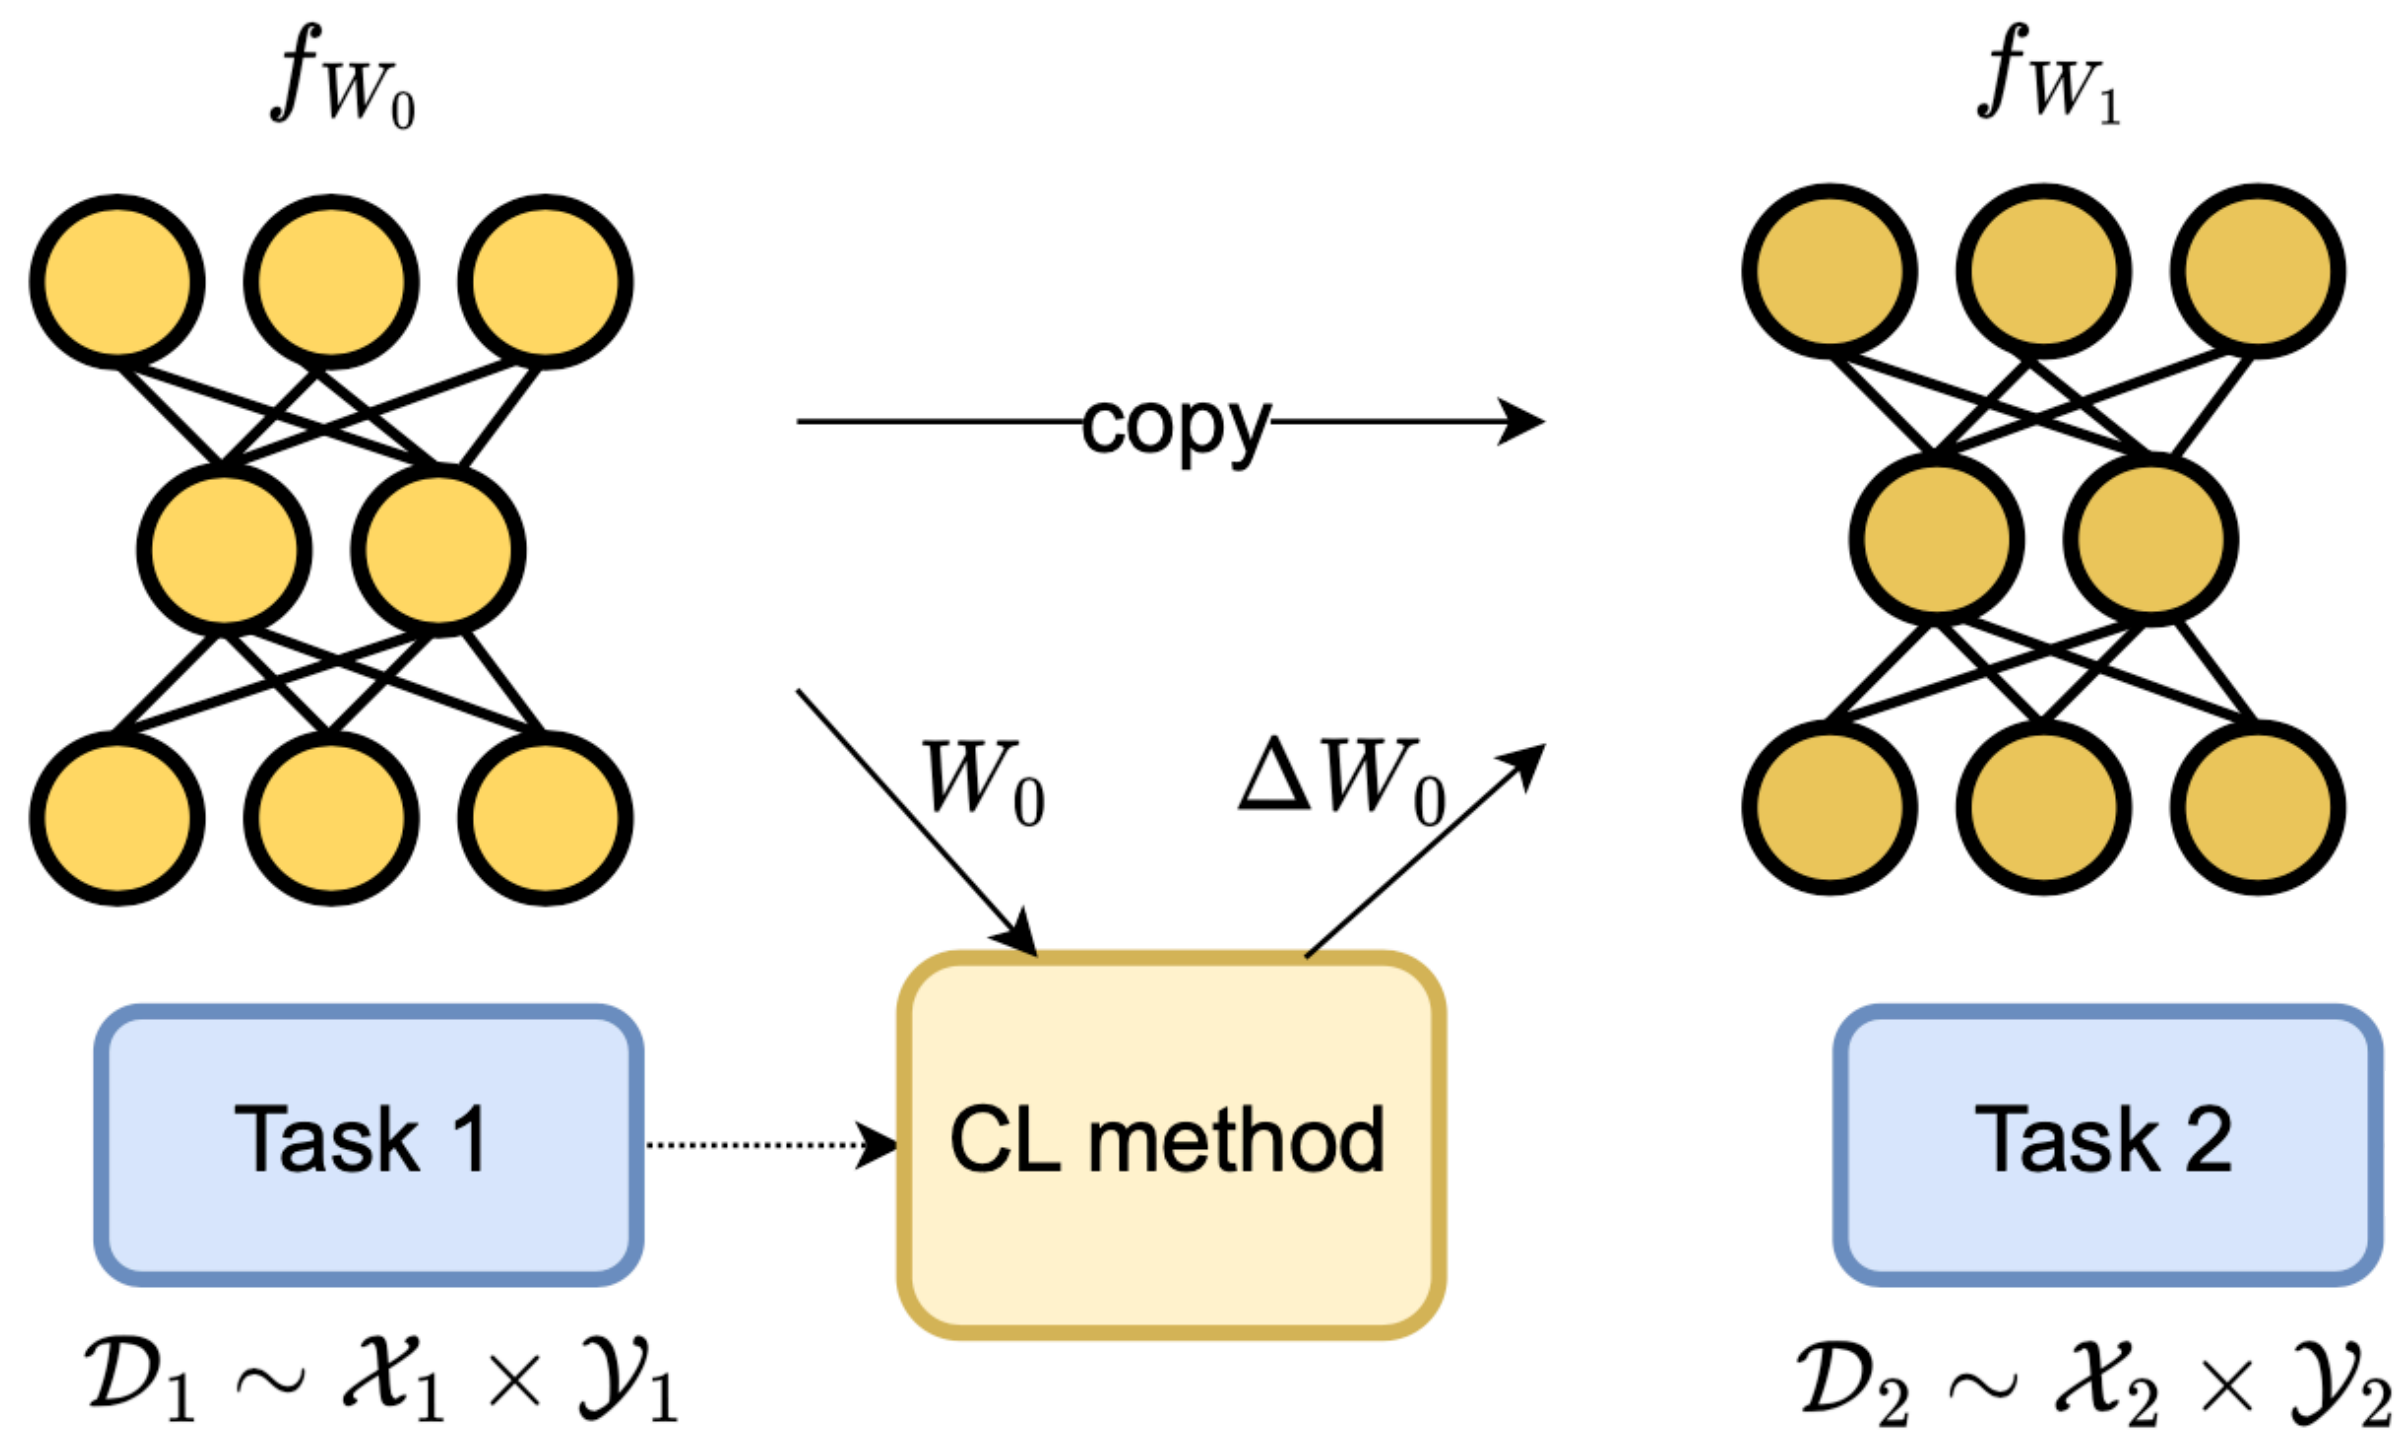 f_{W_0}
f_{W_1}
copy
W_0
ΔW_0
Task 1
CL method
Task 2
𝒟_1 ∼ 𝒳_1 × 𝒴_1
𝒟_2 ∼ 𝒳_2 × 𝒴_2